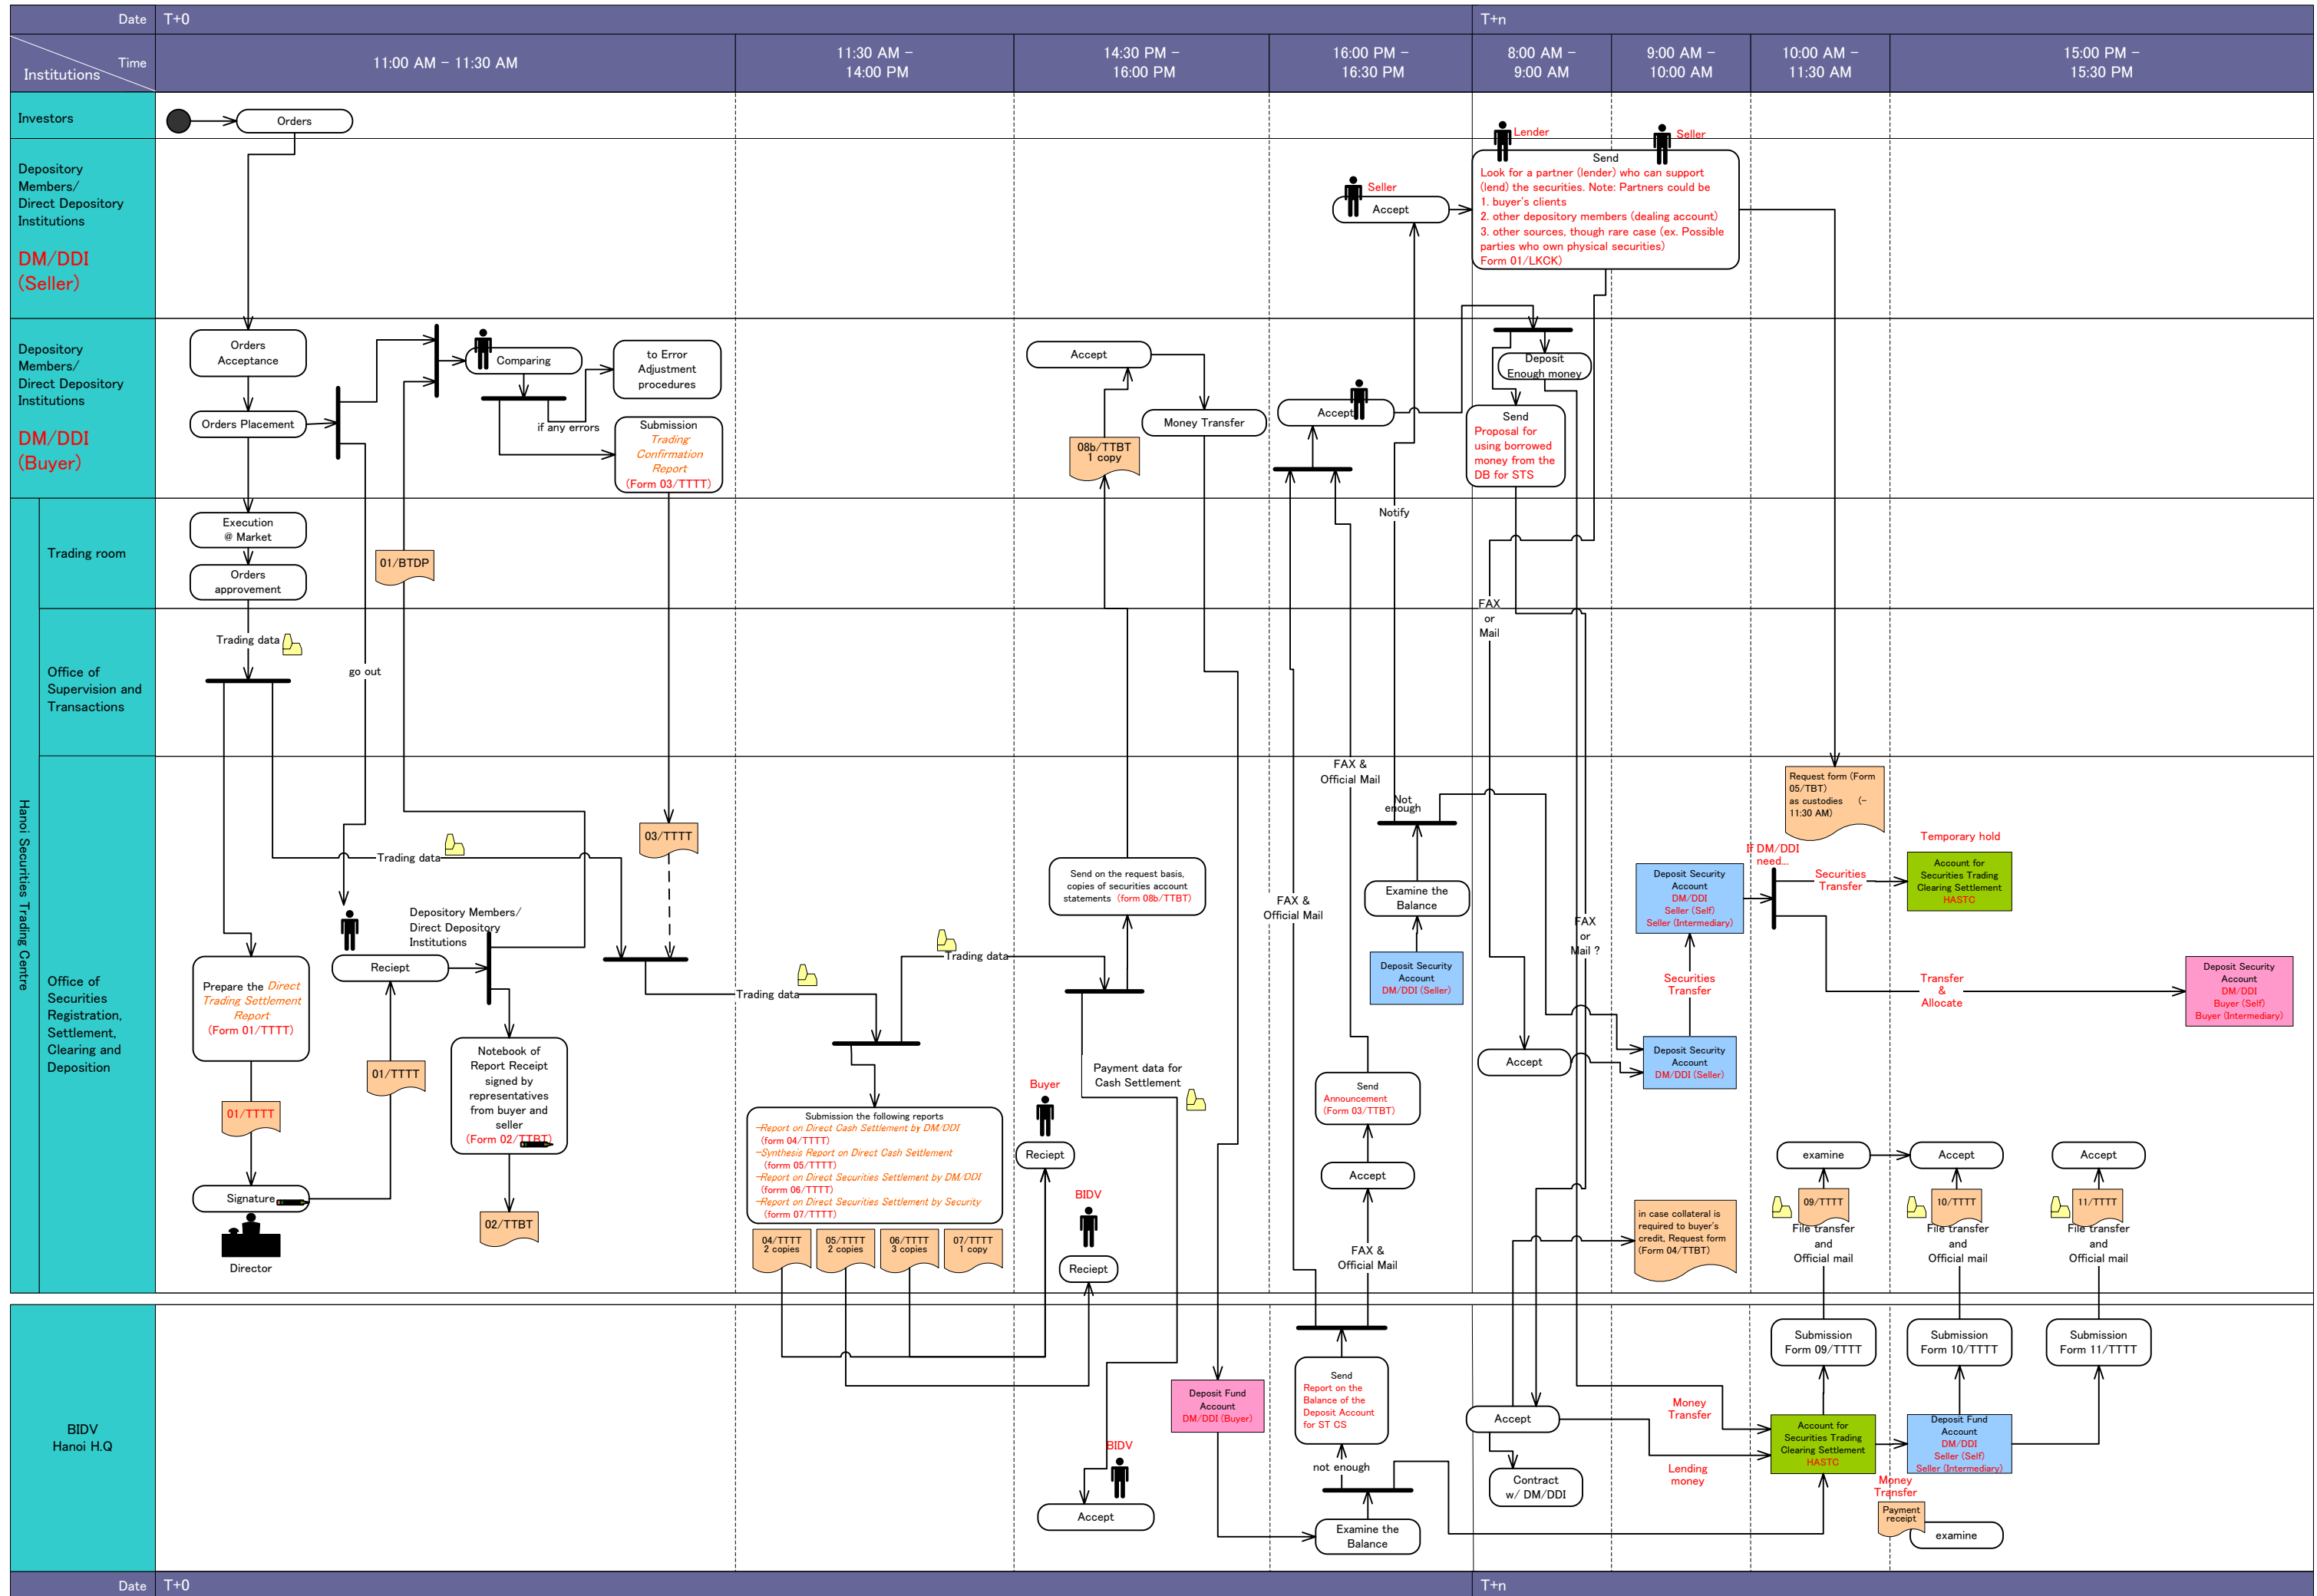 Date
T+0
T+n
Time
Institutions
11:00 AM – 11:30 AM
11:30 AM –
14:00 PM
14:30 PM –
16:00 PM
16:00 PM –
16:30 PM
8:00 AM –
9:00 AM
9:00 AM –
10:00 AM
10:00 AM –
11:30 AM
15:00 PM –
15:30 PM
Investors
Orders
Lender
Seller
Depository
Members/
Direct Depository
Institutions
DM/DDI
(Seller)
Seller
Accept
Send
Look for a partner (lender) who can support
(lend) the securities. Note: Partners could be
1. buyer's clients
2. other depository members (dealing account)
3. other sources, though rare case (ex. Possible
parties who own physical securities)
Form 01/LKCK)
Depository
Members/
Direct Depository
Institutions
DM/DDI
(Buyer)
Orders
Acceptance
Orders Placement
Comparing
if any errors
to Error
Adjustment
procedures
Submission
Trading
Confirmation
Report
(Form 03/TTTT)
Accept
Money Transfer
08b/TTBT
1 copy
Accept
Deposit
Enough money
Send
Proposal for
using borrowed
money from the
DB for STS
Hanoi Securities Trading Centre
Trading room
Execution
@ Market
Orders
approvement
01/BTDP
Notify
Office of
Supervision and
Transactions
Trading data
go out
FAX
or
Mail
Office of
Securities
Registration,
Settlement,
Clearing and
Deposition
FAX &
Official Mail
Not
enough
Request form (Form
05/TBT)
as custodies (–
11:30 AM)
03/TTTT
Trading data
Send on the request basis,
copies of securities account
statements (form 08b/TTBT)
Examine the
Balance
FAX &
Official Mail
Deposit Security
Account
DM/DDI
Seller (Self)
Seller (Intermediary)
If DM/DDI
need...
Securities
Transfer
Temporary hold
Account for
Securities Trading
Clearing Settlement
HASTC
Depository Members/
Direct Depository
Institutions
Reciept
Prepare the Direct
Trading Settlement
Report
(Form 01/TTTT)
Trading data
Trading data
Deposit Security
Account
DM/DDI (Seller)
FAX
or
Mail ?
Securities
Transfer
Transfer
&
Allocate
Deposit Security
Account
DM/DDI
Buyer (Self)
Buyer (Intermediary)
01/TTTT
01/TTTT
Notebook of
Report Receipt
signed by
representatives
from buyer and
seller
(Form 02/TTBT)
Payment data for
Cash Settlement
Buyer
Reciept
Send
Announcement
(Form 03/TTBT)
Accept
Deposit Security
Account
DM/DDI (Seller)
Submission the following reports
–Report on Direct Cash Settlement by DM/DDI
(form 04/TTTT)
–Synthesis Report on Direct Cash Settlement
(form 05/TTTT)
–Report on Direct Securities Settlement by DM/DDI
(forrm 06/TTTT)
–Report on Direct Securities Settlement by Security
(forrm 07/TTTT)
Accept
examine
Accept
Accept
Signature
Director
02/TTBT
04/TTTT
2 copies
05/TTTT
2 copies
06/TTTT
3 copies
07/TTTT
1 copy
BIDV
Reciept
FAX &
Official Mail
in case collateral is
required to buyer's
credit, Request form
(Form 04/TTBT)
09/TTTT
File transfer
and
Official mail
10/TTTT
File transfer
and
Official mail
11/TTTT
File transfer
and
Official mail
BIDV
Hanoi H.Q
Submission
Form 09/TTTT
Submission
Form 10/TTTT
Submission
Form 11/TTTT
Deposit Fund
Account
DM/DDI (Buyer)
Send
Report on the
Balance of the
Deposit Account
for ST CS
Accept
Money
Transfer
Account for
Securities Trading
Clearing Settlement
HASTC
Deposit Fund
Account
DM/DDI
Seller (Self)
Seller (Intermediary)
BIDV
Accept
not enough
Examine the
Balance
Contract
w/ DM/DDI
Lending
money
Money
Transfer
Payment
receipt
examine
Date
T+0
T+n